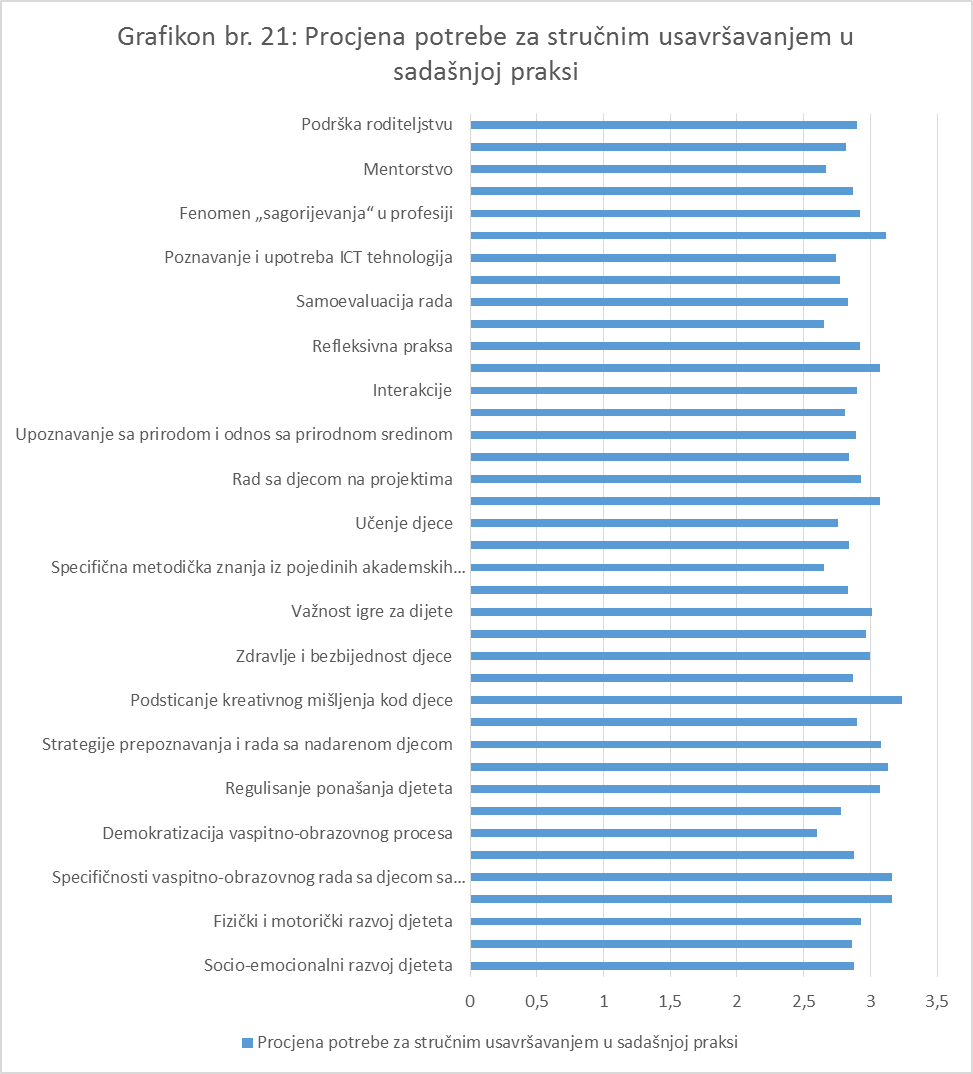 Grafikon br. 21: Procjena potrebe za stručnim usavršavanjem u
sadašnjoj praksi
Podrška roditeljstvu
Mentorstvo
Fenomen „sagorijevanja“ u profesiji
Poznavanje i upotreba ICT tehnologija
Samoevaluacija rada
Refleksivna praksa
Interakcije
Upoznavanje sa prirodom i odnos sa prirodnom sredinom
Rad sa djecom na projektima
Učenje djece
Specifična metodička znanja iz pojedinih akademskih…
Važnost igre za dijete
Zdravlje i bezbijednost djece
Podsticanje kreativnog mišljenja kod djece
Strategije prepoznavanja i rada sa nadarenom djecom
Regulisanje ponašanja djeteta
Demokratizacija vaspitno-obrazovnog procesa
Specifičnosti vaspitno-obrazovnog rada sa djecom sa…
Fizički i motorički razvoj djeteta
Socio-emocionalni razvoj djeteta
0 0,5 1 1,5 2 2,5 3 3,5
Procjena potrebe za stručnim usavršavanjem u sadašnjoj praksi